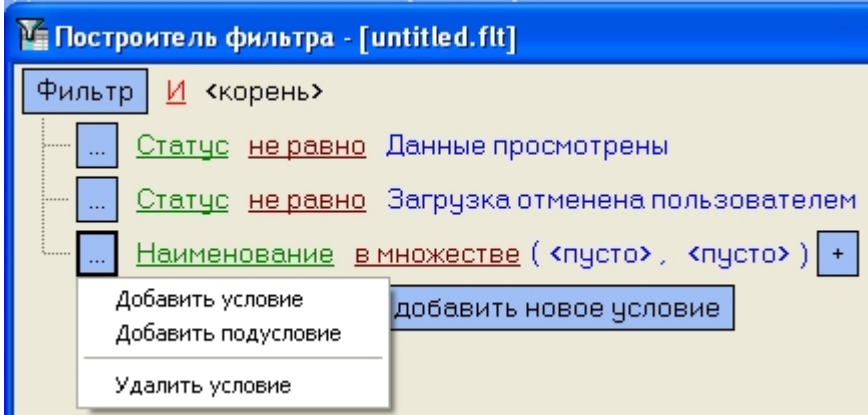 Построитель фильтра - [untitled.flt]
Фильтр И <корень>
... Статус не равно Данные просмотрены
... Статус не равно Загрузка отменена пользователем
... Наименование в множестве ( <пусто> , <пусто> ) +
Добавить условие
добавить новое условие
Добавить подусловие
Удалить условие